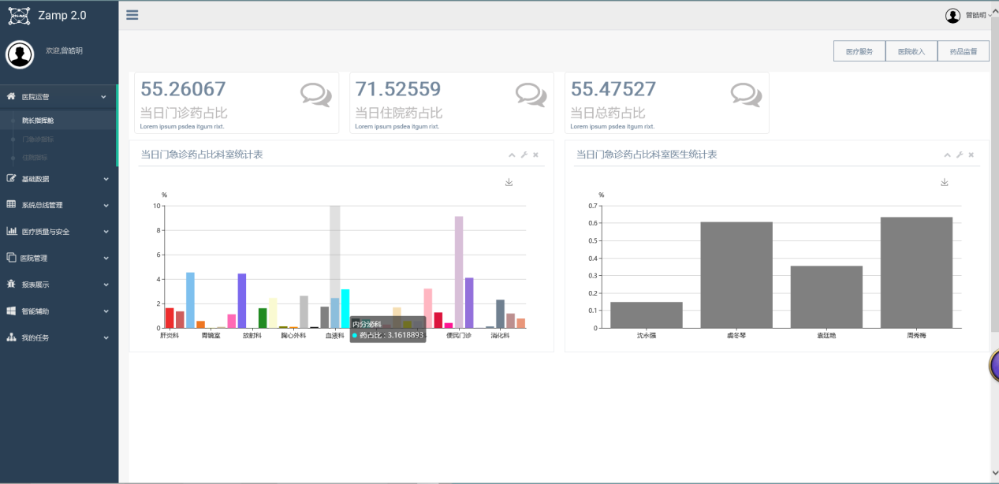 Zamp 2.0
曾皓明
欢迎,曾皓明
医疗服务
医院收入
药品监督
医院运营
院长指挥舱
门急诊指标
住院指标
基础数据
系统总线管理
医疗质量与安全
医院管理
报表展示
智能辅助
我的任务
55.26067
当日门诊药占比
Lorem ipsum psdea itgum rixt.
71.52559
当日住院药占比
Lorem ipsum psdea itgum rixt.
55.47527
当日总药占比
Lorem ipsum psdea itgum rixt.
当日门急诊药占比科室统计表
%
10
8
6
4
2
0
肝炎科
胃镜室
放射科
胸心外科
血液科
便民门诊
消化科
内分泌科
药占比 : 3.1618893
当日门急诊药占比科室医生统计表
%
0.7
0.6
0.5
0.4
0.3
0.2
0.1
0
沈永强
虞冬琴
袁廷艳
周秀梅